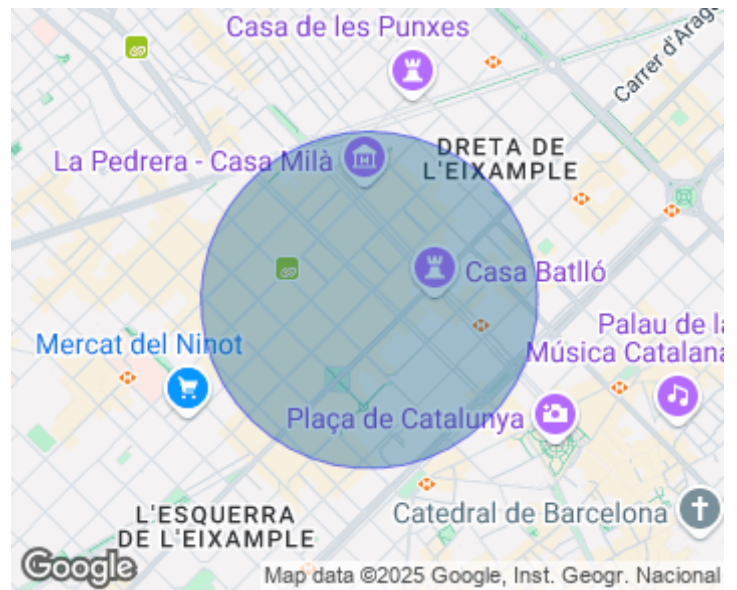 Casa de les Punxes
Carrer d'Arag
La Pedrera - Casa Milà
DRETA DE
L'EIXAMPLE
Casa Batlló
Mercat del Ninot
Palau de la
Música Catalana
Plaça de Catalunya
L'ESQUERRA
DE L'EIXAMPLE
Catedral de Barcelona
Google
Map data ©2025 Google, Inst. Geogr. Nacional